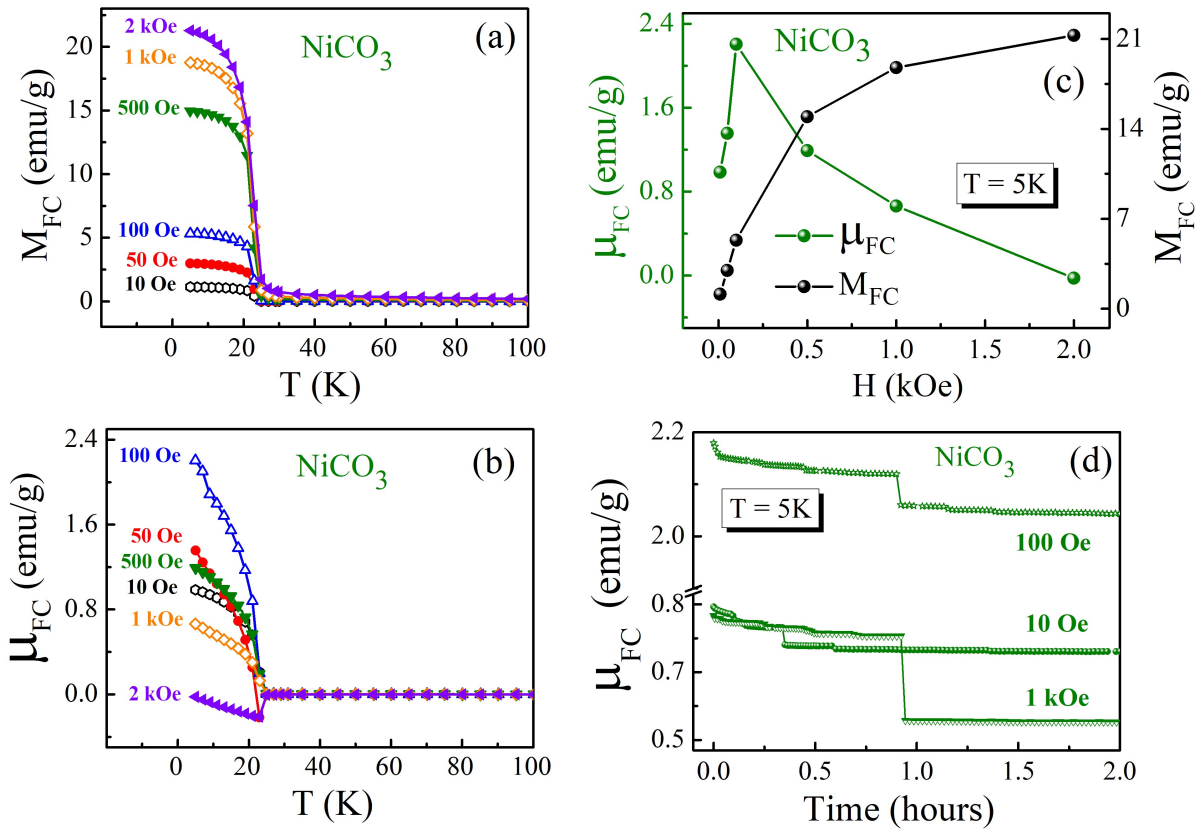 (a)
NiCO3
2 kOe
1 kOe
500 Oe
100 Oe
50 Oe
10 Oe
20
15
10
5
0
MFC (emu/g)
0 20 40 60 80 100
T (K)
(c)
NiCO3
2.4
1.6
0.8
0.0
μFC (emu/g)
21
14
7
0
MFC (emu/g)
T = 5K
μFC
MFC
0.0 0.5 1.0 1.5 2.0
H (kOe)
(b)
NiCO3
100 Oe
50 Oe
500 Oe
10 Oe
1 kOe
2 kOe
2.4
1.6
0.8
0.0
μFC (emu/g)
0 20 40 60 80 100
T (K)
(d)
NiCO3
T = 5K
100 Oe
10 Oe
1 kOe
2.2
2.0
0.8
0.7
0.5
μFC (emu/g)
0.0 0.5 1.0 1.5 2.0
Time (hours)